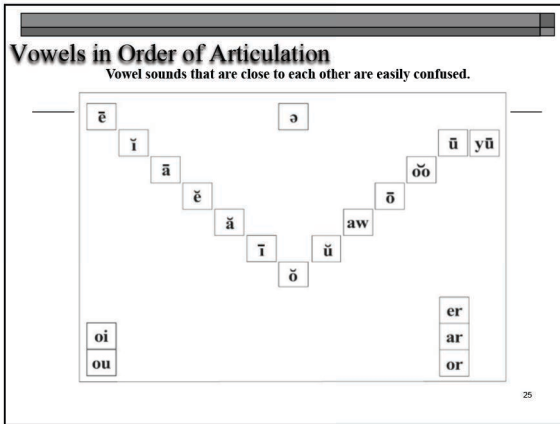 Vowels in Order of Articulation
Vowel sounds that are close to each other are easily confused.
ē ə
ĭ ū yū
ā o͝o
ĕ ō
ă aw
ī ŭ
ŏ
er
oi ar
ou or
25